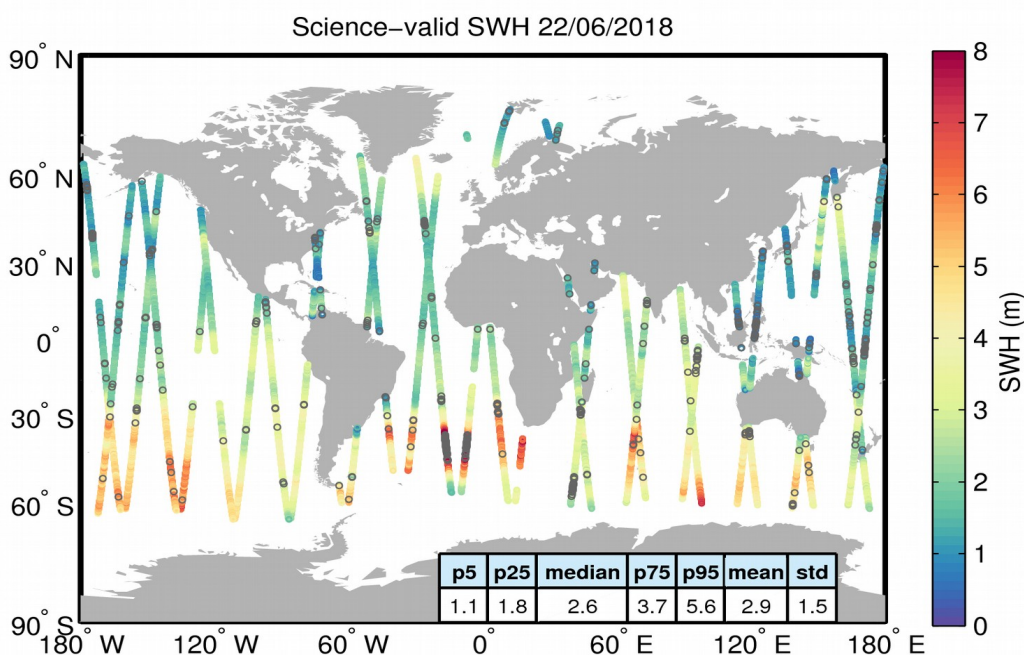 Science−valid SWH 22/06/2018
90° N
60° N
30° N
0°
30° S
60° S
90° S
180° W
120° W
60° W
0°
60° E
120° E
180° E
p5 p25 median p75 p95 mean std
1.1 1.8 2.6 3.7 5.6 2.9 1.5
8
7
6
5
4
3
2
1
0
SWH (m)